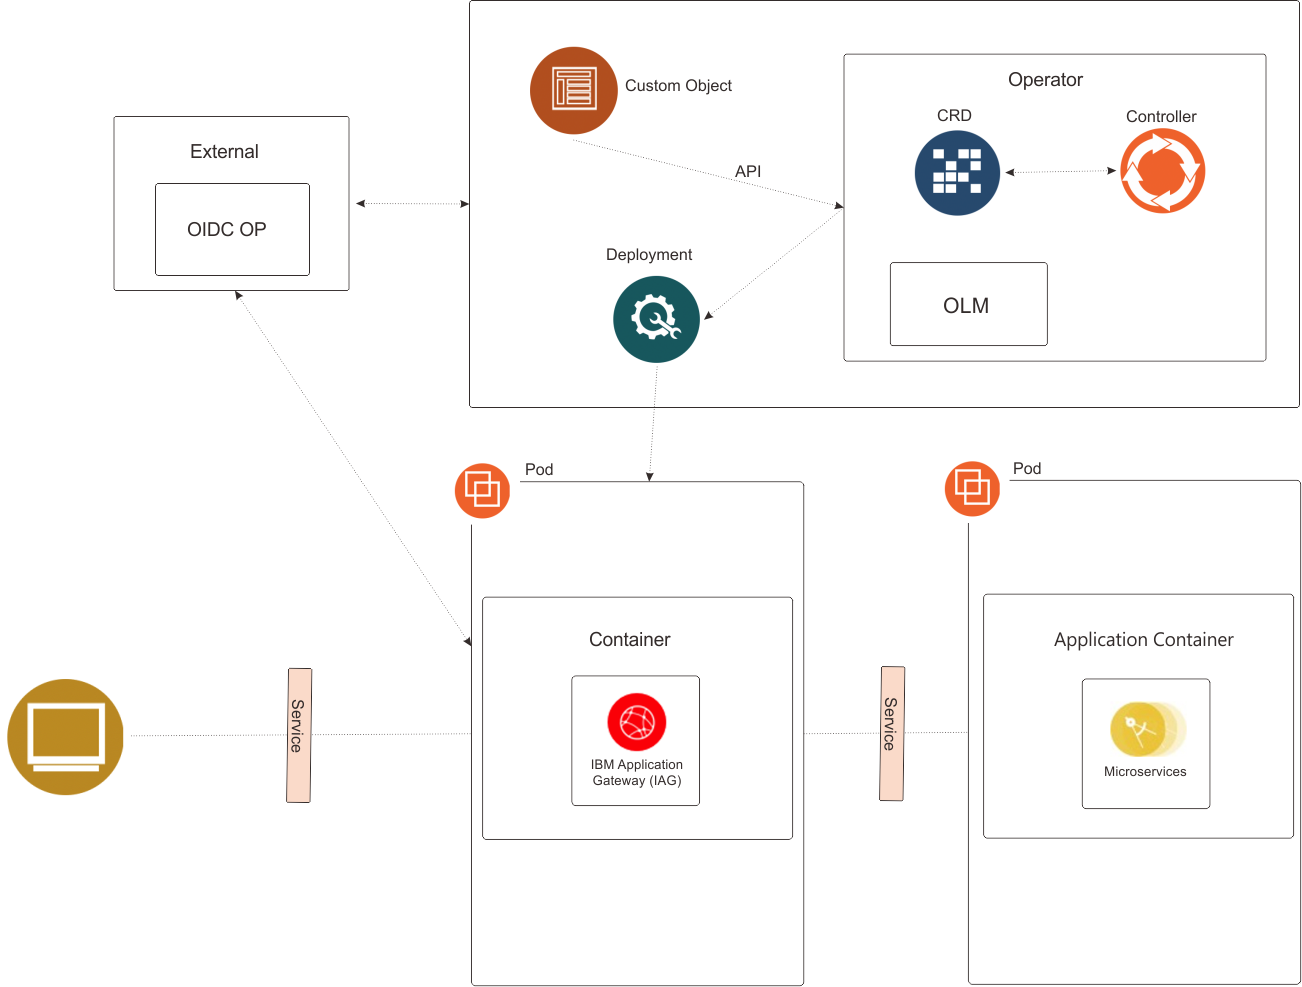 Custom Object
Operator
CRD
Controller
External
API
OIDC OP
Deployment
OLM
Pod
Pod
Container
Application Container
Service
Service
IBM Application
Gateway (IAG)
Microservices